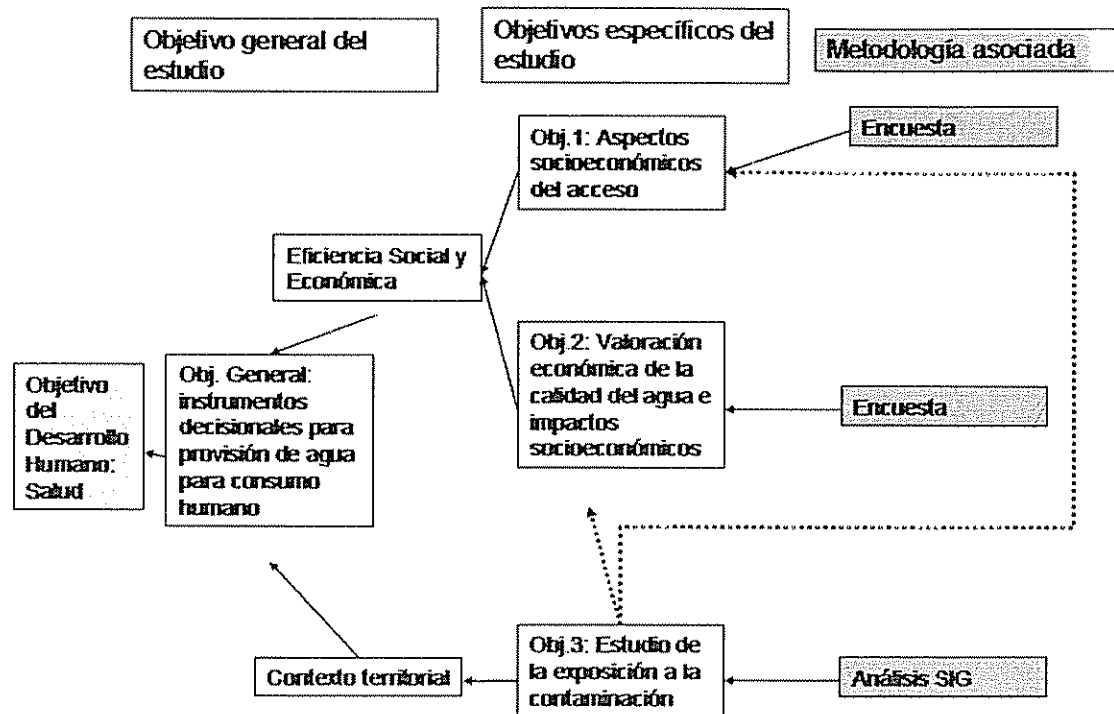 Objetivo general del
estudio
Objetivos específicos del
estudio
Metodología asociada
Obj.1: Aspectos
socioeconómicos
del acceso
Encuesta
Eficiencia Social y
Económica
Obj.2: Valoración
económica de la
calidad del agua e
impactos
socioeconómicos
Encuesta
Objetivo
del
Desarrollo
Humano:
Salud
Obj. General:
instrumentos
decisionales para
provisión de agua
para consumo
humano
Contexto territorial
Obj.3: Estudio de
la exposición a la
contaminación
Análisis SIG